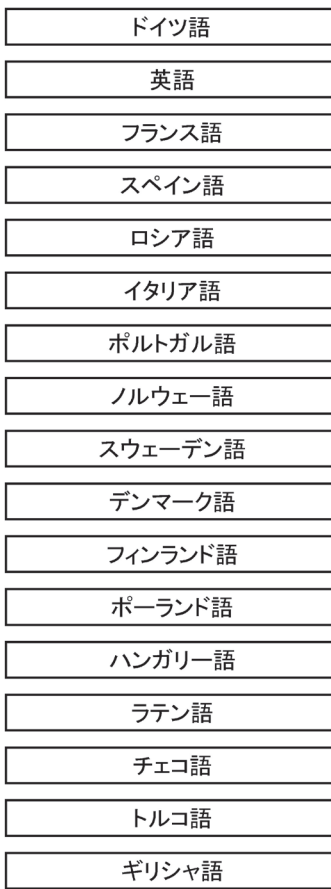 ドイツ語
英語
フランス語
スペイン語
ロシア語
イタリア語
ポルトガル語
ノルウェー語
スウェーデン語
デンマーク語
フィンランド語
ポーランド語
ハンガリー語
ラテン語
チェコ語
トルコ語
ギリシャ語